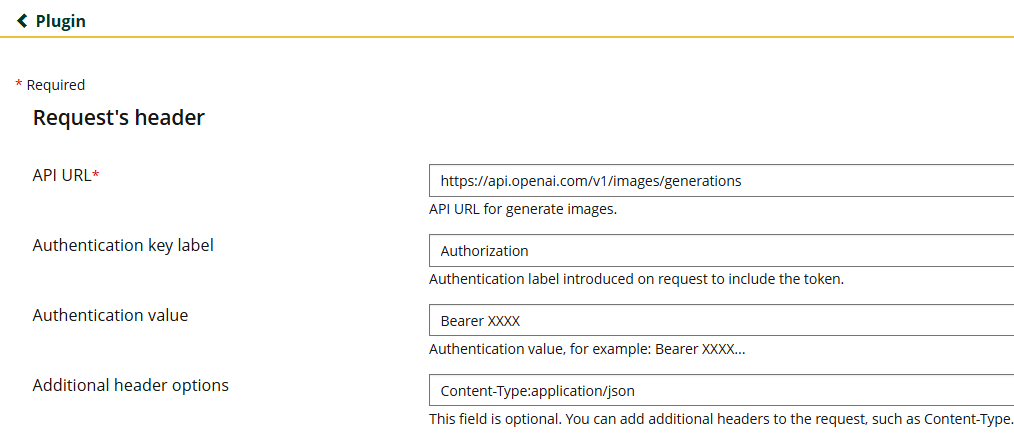 Plugin
* Required
Request's header
API URL*
https://api.openai.com/v1/images/generations
API URL for generate images.
Authentication key label
Authorization
Authentication label introduced on request to include the token.
Authentication value
Bearer XXXX
Authentication value, for example: Bearer XXXX...
Additional header options
Content-Type:application/json
This field is optional. You can add additional headers to the request, such as Content-Type.